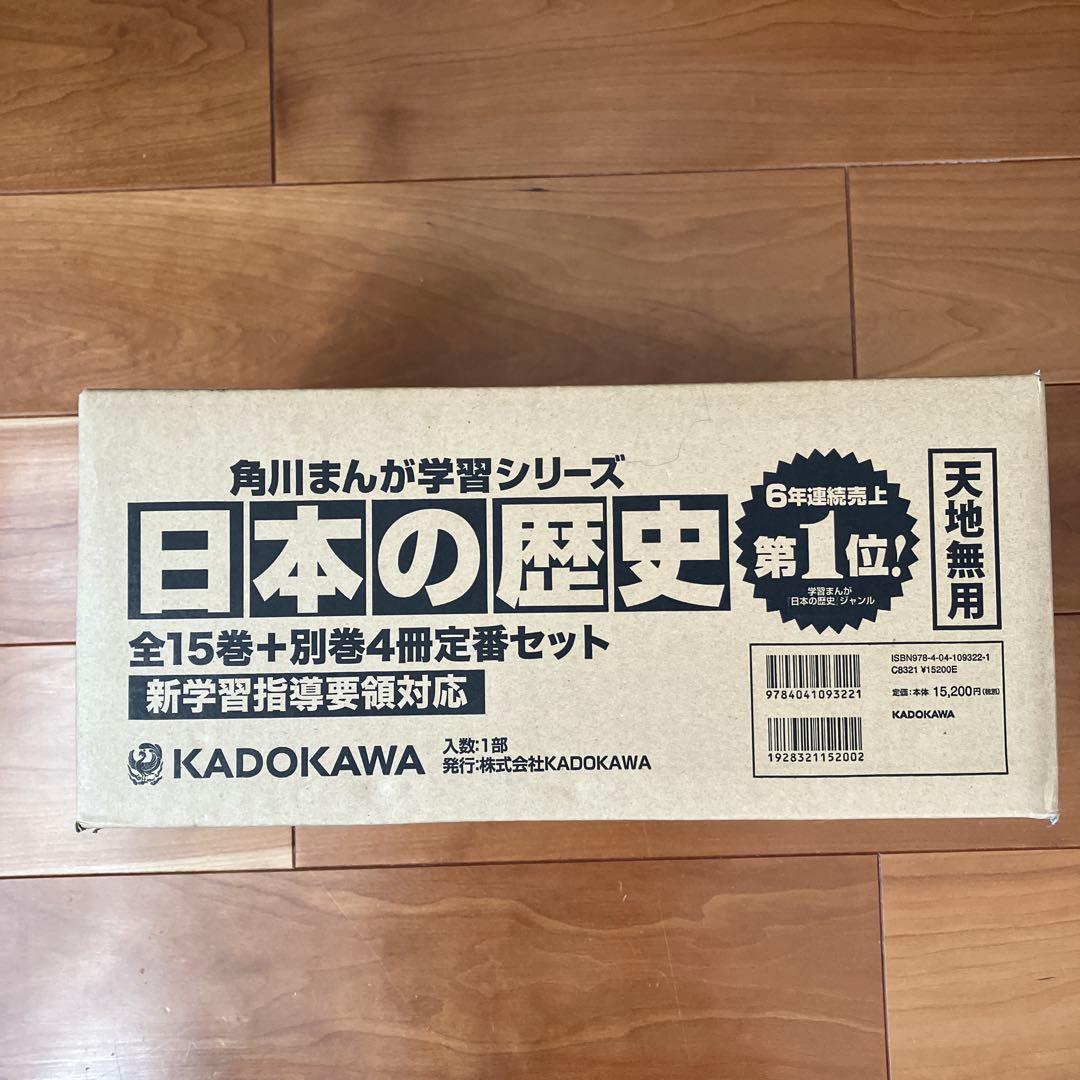 角川まんが学習シリーズ
日本の歴史
全15巻+別巻4冊定番セット
新学習指導要領対応
KADOKAWA
入数:1部
発行:株式会社KADOKAWA
6年連続売上
第1位!
学習まんが
「日本の歴史」ジャンル
天地無用
9784041093221
1928321152002
ISBN978-4-04-109322-1
C8321 ¥15200E
定価:本体 15,200円(税別)
KADOKAWA